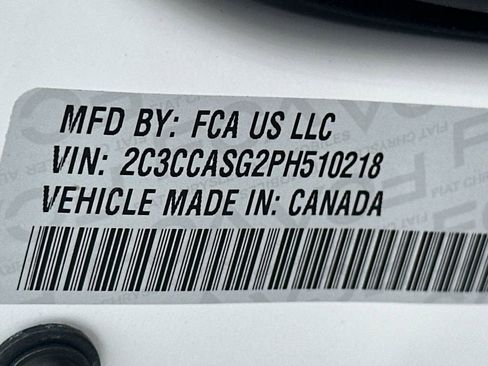 MFD BY: FCA US LLC
VIN: 2C3CCASG2PH510218
VEHICLE MADE IN: CANADA